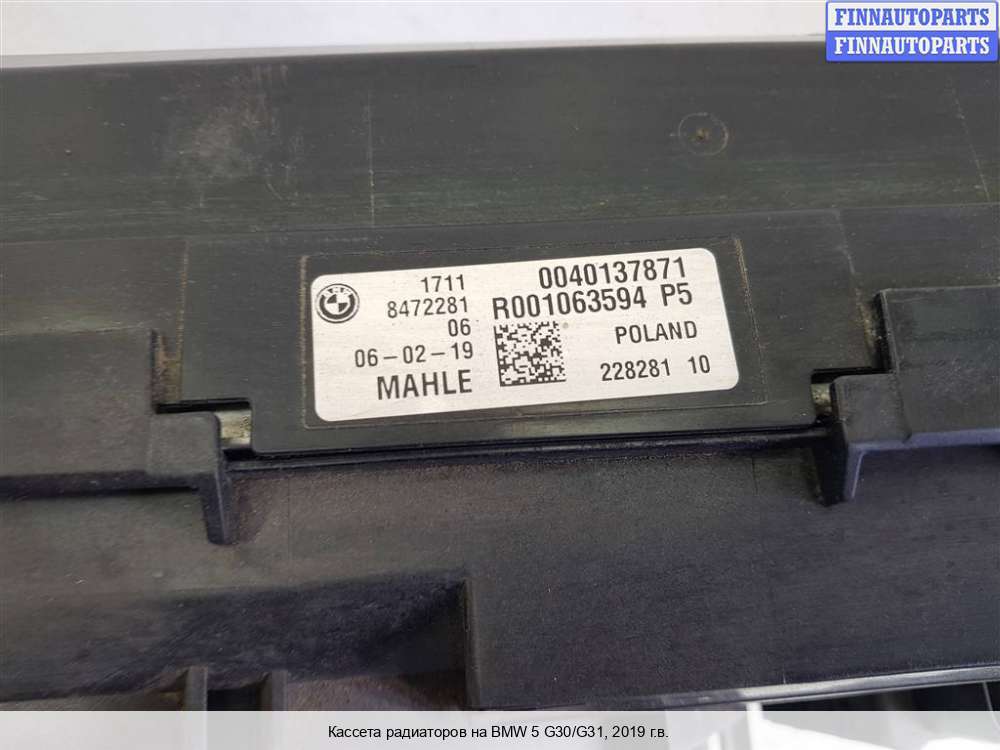 FINNAUTOPARTS
FINNAUTOPARTS
1711
8472281
06
06-02-19
MAHLE
0040137871
R001063594 P5
POLAND
228281 10
Кассета радиаторов на BMW 5 G30/G31, 2019 г.в.